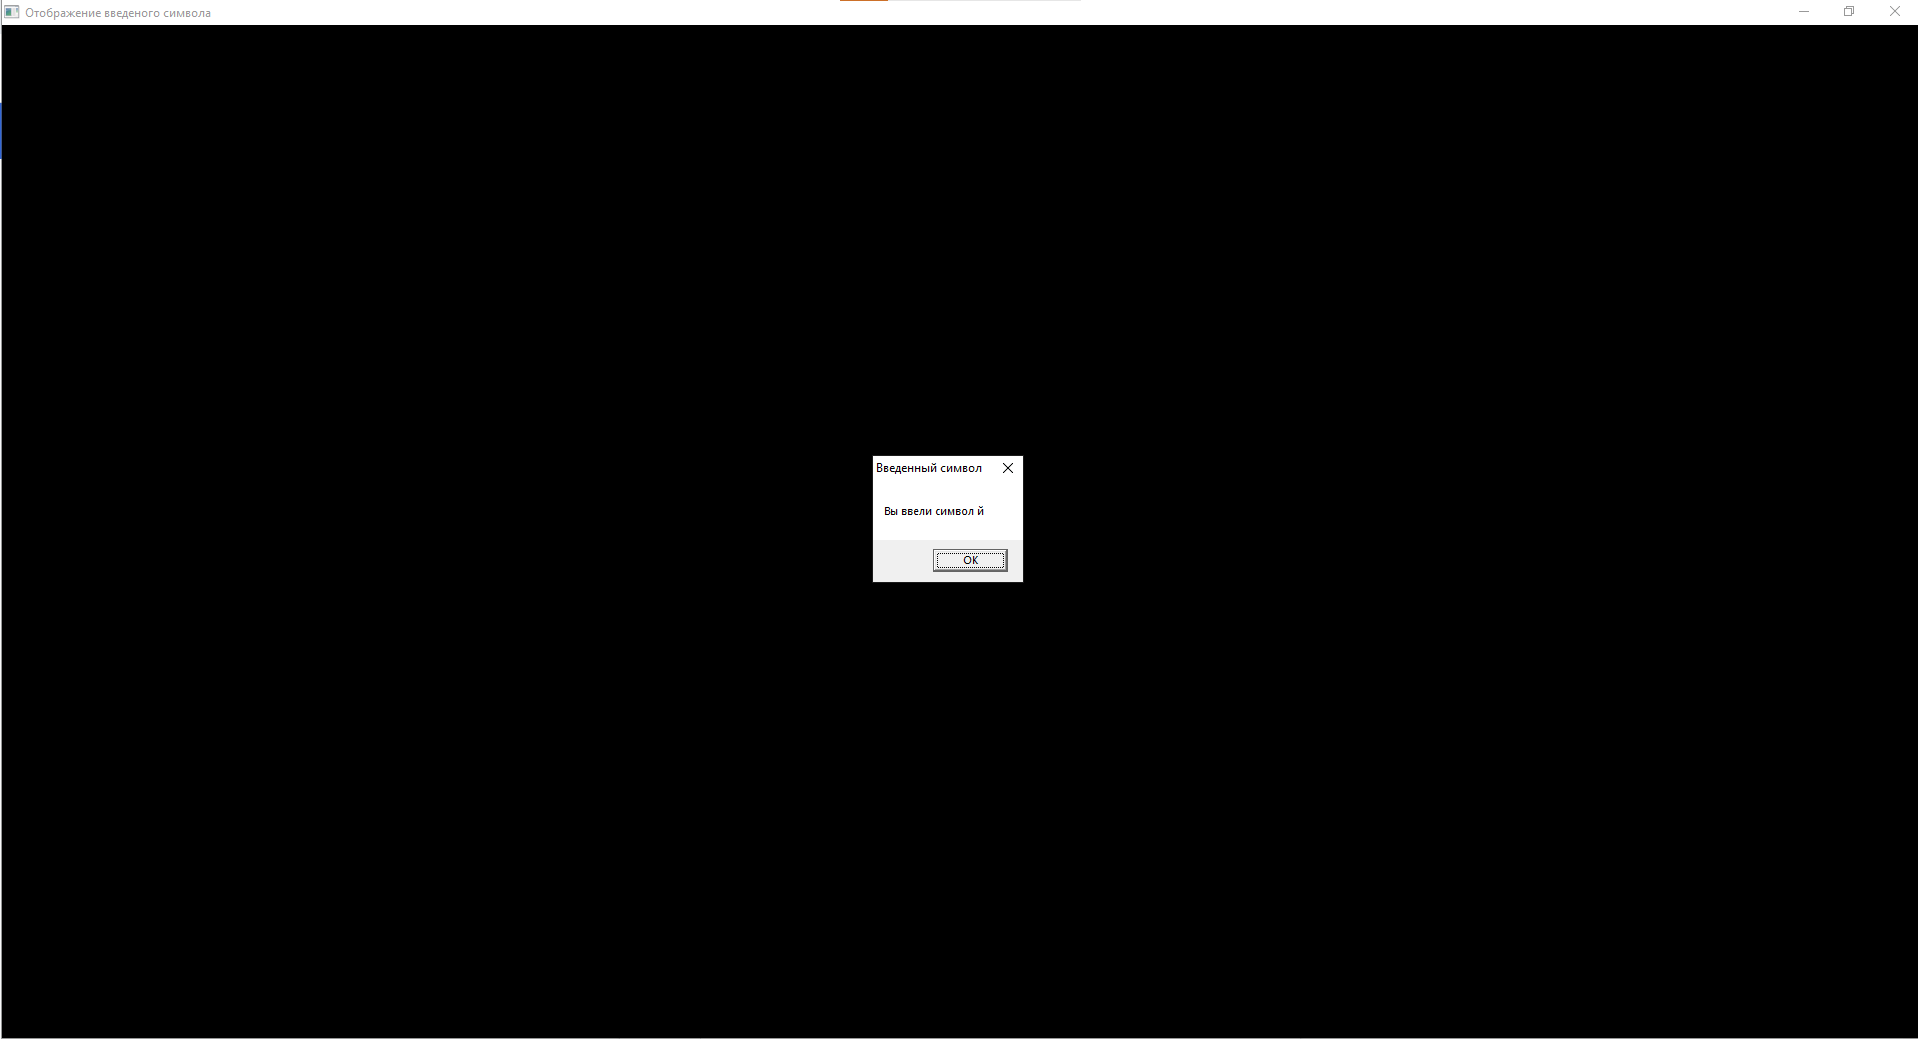 Отображение введеного символа
Введенный символ
Вы ввели символ й
OK